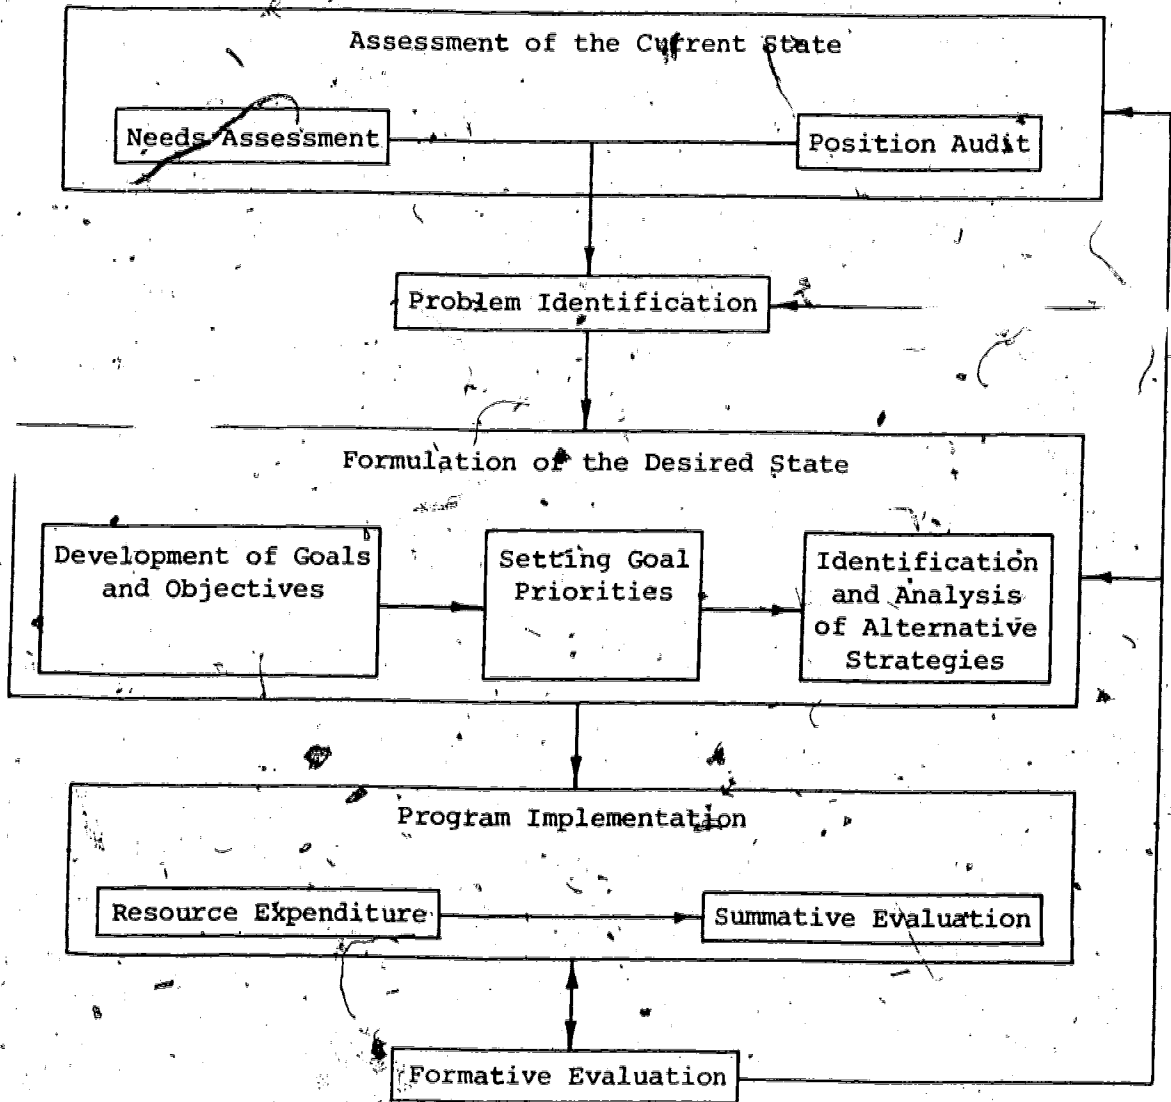 Assessment of the Current State
Needs Assessment
Position Audit
Problem Identification
Formulation of the Desired State
Development of Goals
and Objectives
Setting Goal
Priorities
Identification
and Analysis
of Alternative
Strategies
Program Implementation
Resource Expenditure
Summative Evaluation
Formative Evaluation